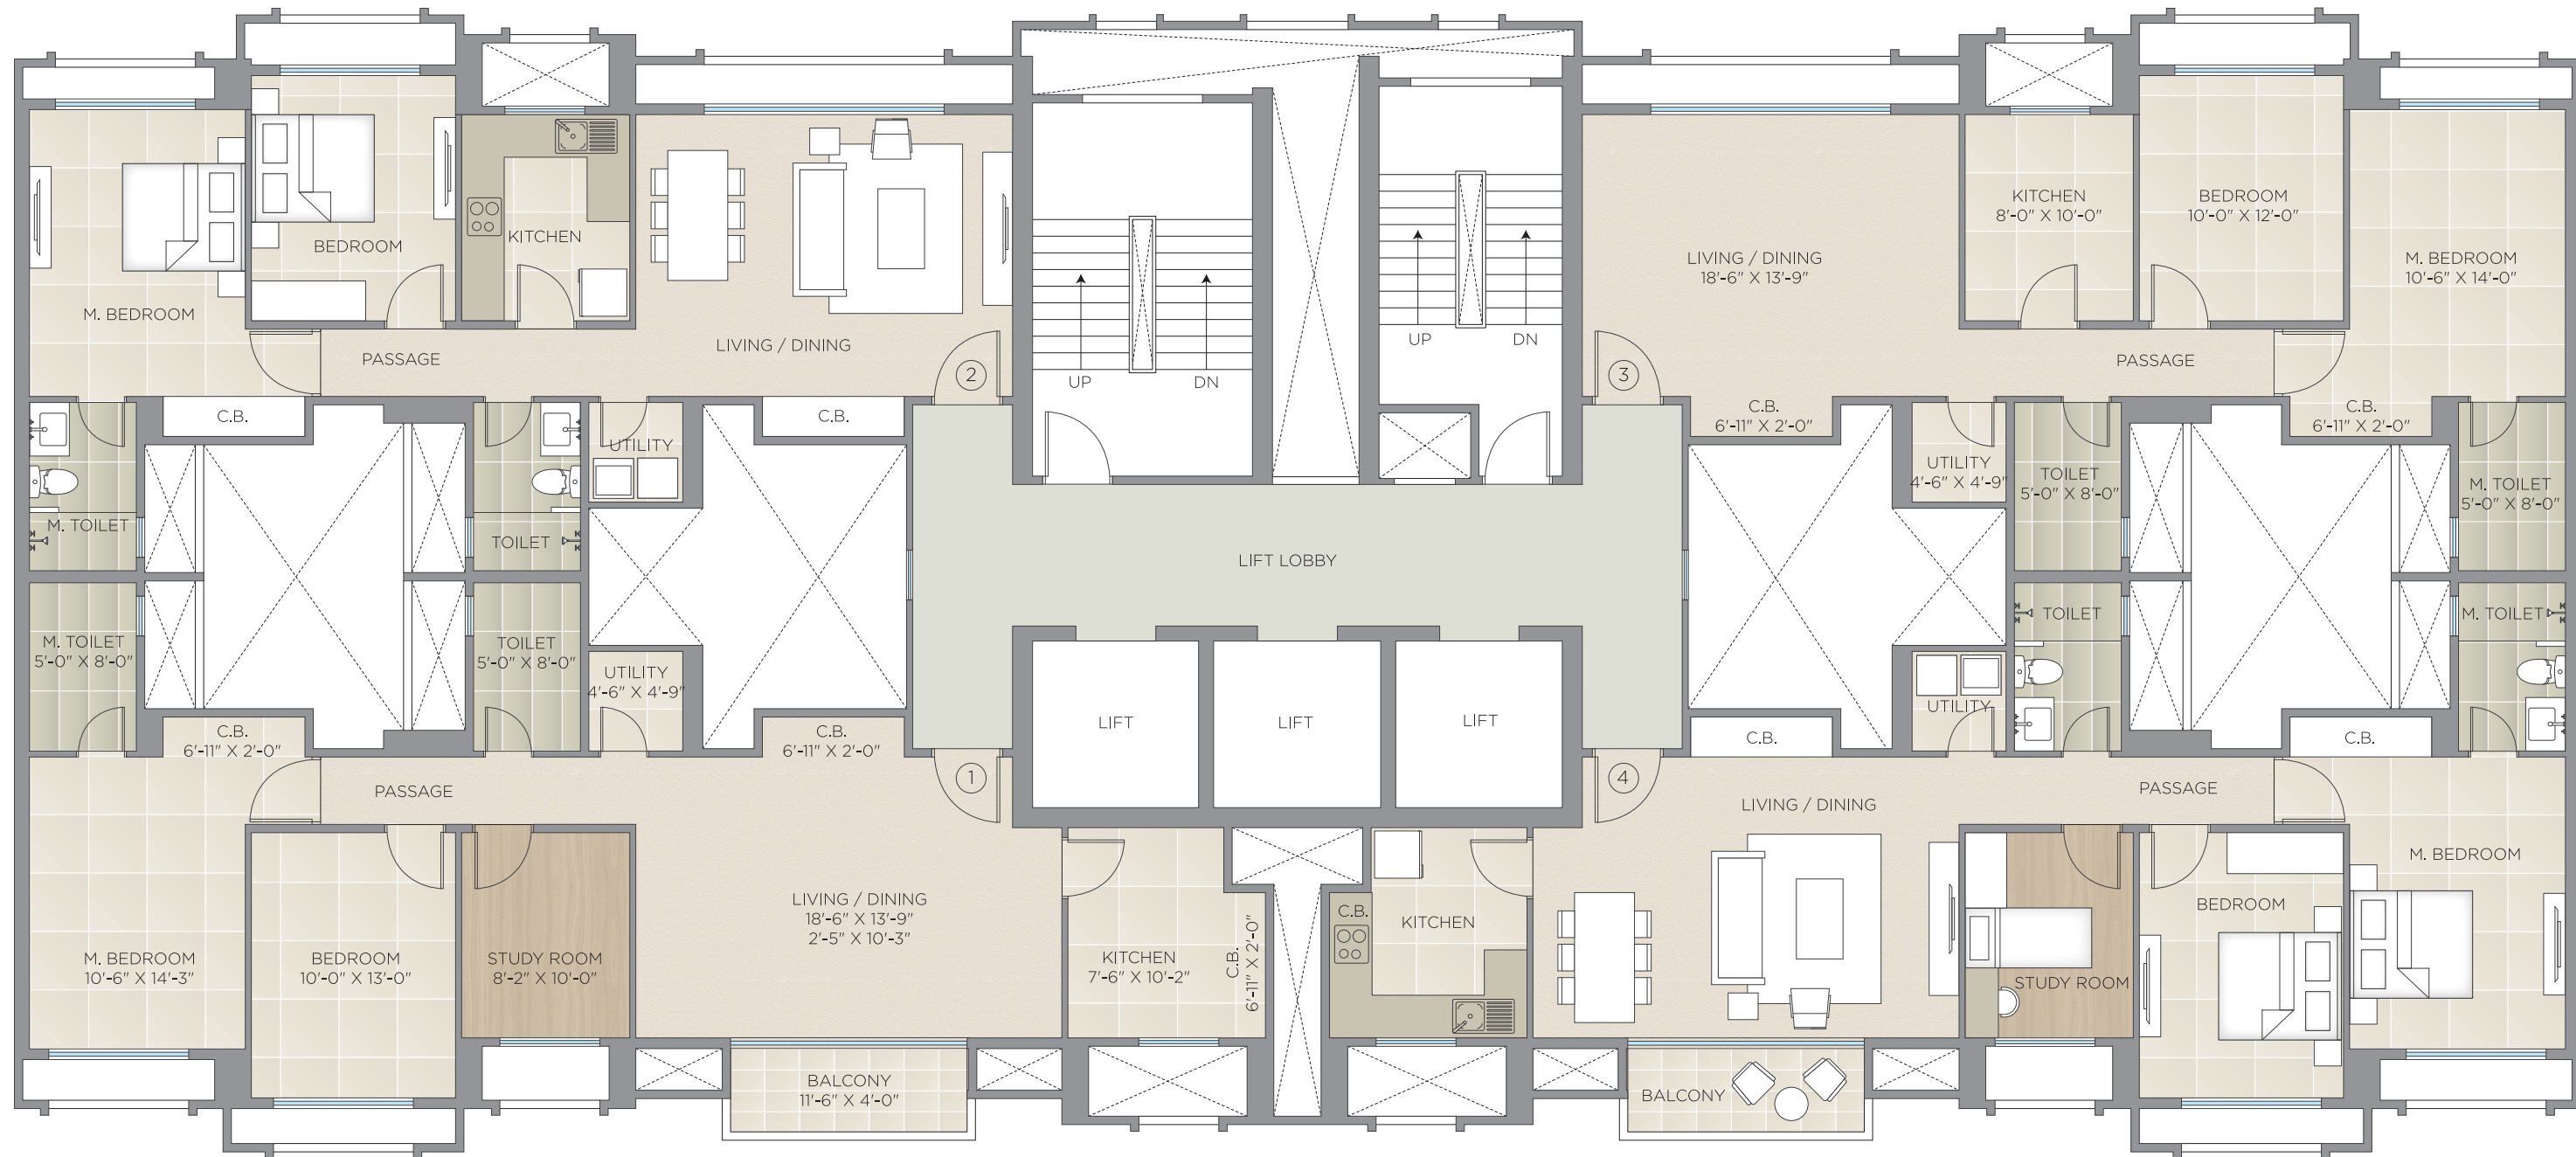 M. BEDROOM
BEDROOM
KITCHEN
LIVING / DINING
PASSAGE
2
C.B.
C.B.
UTILITY
M. TOILET
TOILET
UP
DN
UP
DN
LIVING / DINING
18'-6" X 13'-9"
KITCHEN
8'-0" X 10'-0"
BEDROOM
10'-0" X 12'-0"
M. BEDROOM
10'-6" X 14'-0"
3
PASSAGE
C.B.
6'-11" X 2'-0"
C.B.
6'-11" X 2'-0"
UTILITY
4'-6" X 4'-9"
TOILET
5'-0" X 8'-0"
M. TOILET
5'-0" X 8'-0"
LIFT LOBBY
LIFT
LIFT
LIFT
M. TOILET
5'-0" X 8'-0"
TOILET
5'-0" X 8'-0"
UTILITY
4'-6" X 4'-9"
C.B.
6'-11" X 2'-0"
C.B.
6'-11" X 2'-0"
PASSAGE
1
M. BEDROOM
10'-6" X 14'-3"
BEDROOM
10'-0" X 13'-0"
STUDY ROOM
8'-2" X 10'-0"
LIVING / DINING
18'-6" X 13'-9"
2'-5" X 10'-3"
KITCHEN
7'-6" X 10'-2"
C.B.
6'-11" X 2'-0"
BALCONY
11'-6" X 4'-0"
TOILET
M. TOILET
UTILITY
C.B.
C.B.
4
LIVING / DINING
PASSAGE
C.B.
KITCHEN
STUDY ROOM
BEDROOM
M. BEDROOM
BALCONY